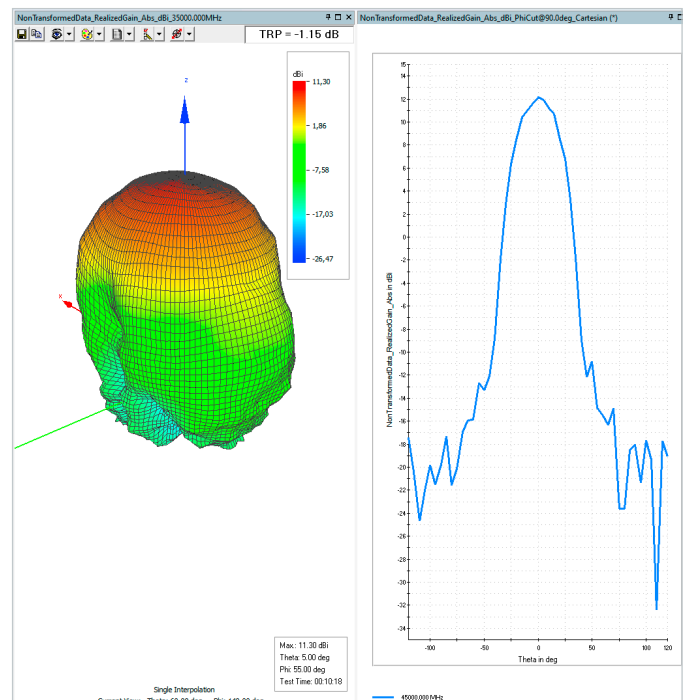 NonTransformedData_RealizedGain_Abs_dBi_35000.000MHz
TRP = -1.15 dB
dBi
11,30
1,86
-7,58
-17,03
-26,47
z
x
Max.: 11.30 dBi
Theta: 5.00 deg
Phi: 55.00 deg
Test Time: 00:10:18
Single Interpolation
NonTransformedData_RealizedGain_Abs_dBi_PhiCut@90.0deg_Cartesian (*)
NonTransformedData_RealizedGain_Abs in dBi
15
14
12
10
8
6
4
2
0
-2
-4
-6
-8
-10
-12
-14
-16
-18
-20
-22
-24
-26
-28
-30
-32
-34
-100
-50
0
50
100
120
Theta in deg
45000.000 MHz